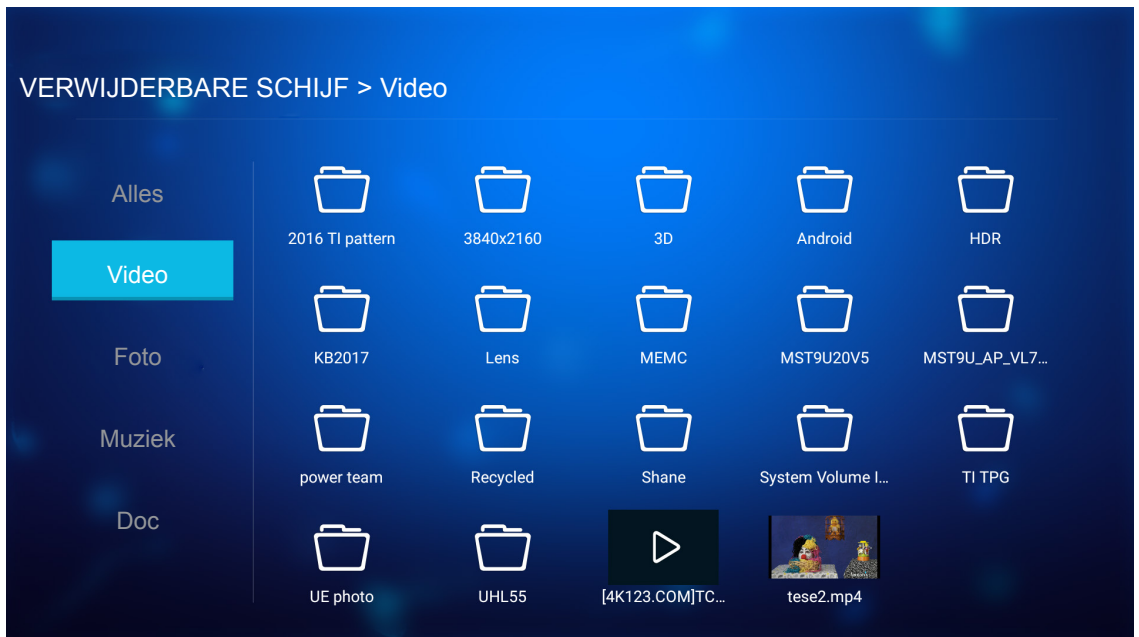 VERWIJDERBARE SCHIJF > Video
Alles
Video
Foto
Muziek
Doc
2016 TI pattern
3840x2160
3D
Android
HDR
KB2017
Lens
MEMC
MST9U20V5
MST9U_AP_VL7...
power team
Recycled
Shane
System Volume I...
TI TPG
UE photo
UHL55
[4K123.COM]TC...
tese2.mp4